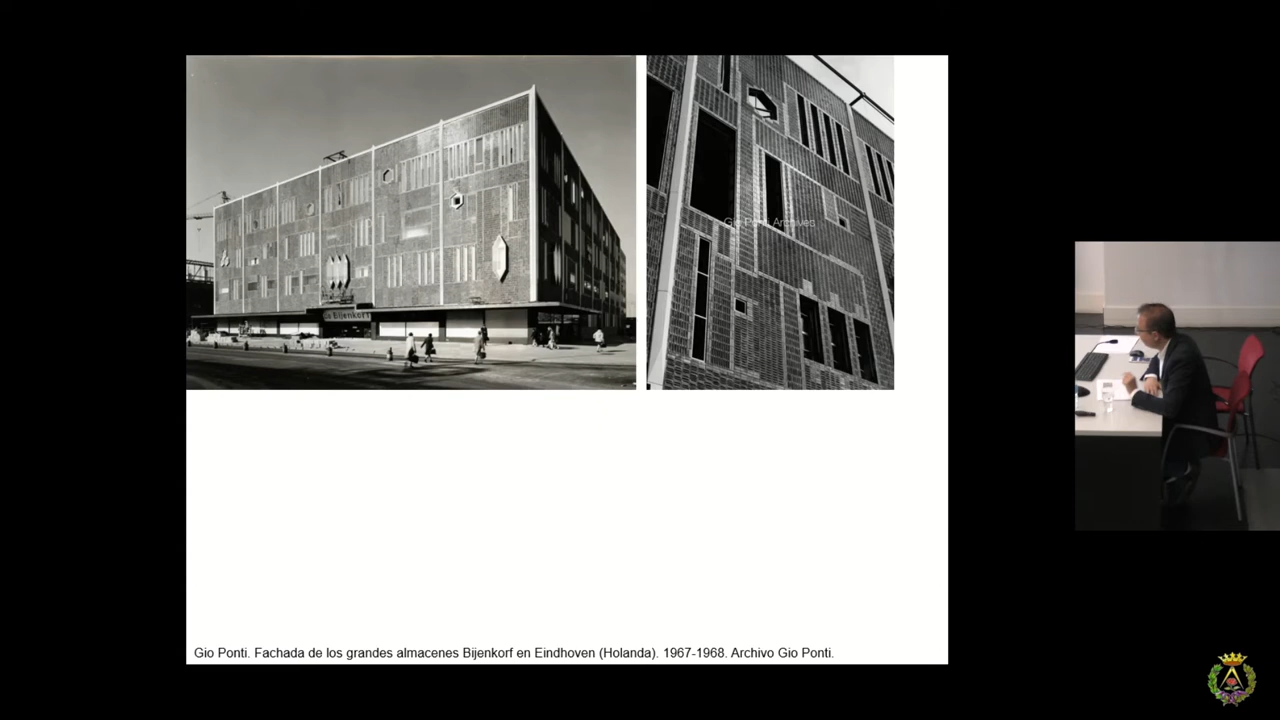 Bijenkorf
Gio Ponti Archives
Gio Ponti. Fachada de los grandes almacenes Bijenkorf en Eindhoven (Holanda). 1967-1968. Archivo Gio Ponti.